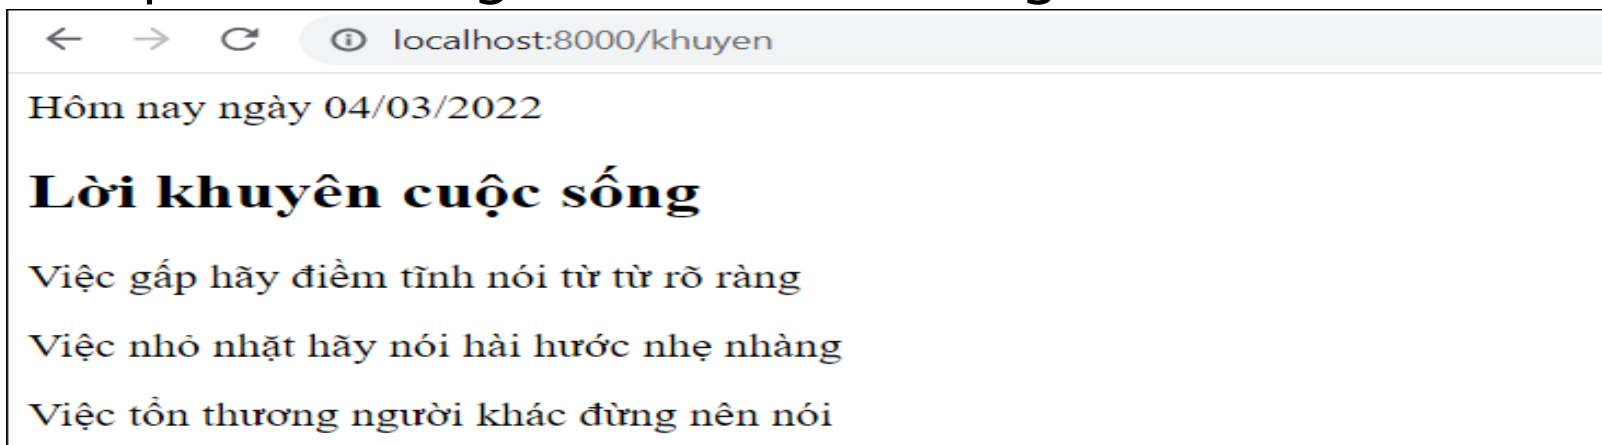 localhost:8000/khuyen
Hôm nay ngày 04/03/2022
Lời khuyên cuộc sống
Việc gấp hãy điềm tĩnh nói từ từ rõ ràng
Việc nhỏ nhặt hãy nói hài hước nhẹ nhàng
Việc tổn thương người khác đừng nên nói